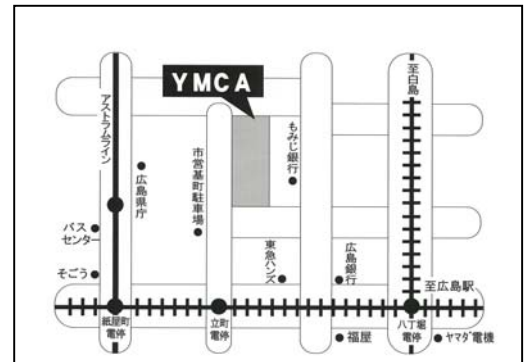 YMCA
至白島
アストラムライン
もみじ銀行
広島県庁
市営基町駐車場
バス
センター
そごう
東急ハンズ
広島銀行
至広島駅
紙屋町
電停
立町
電停
八丁堀
電停
福屋
ヤマダ電機